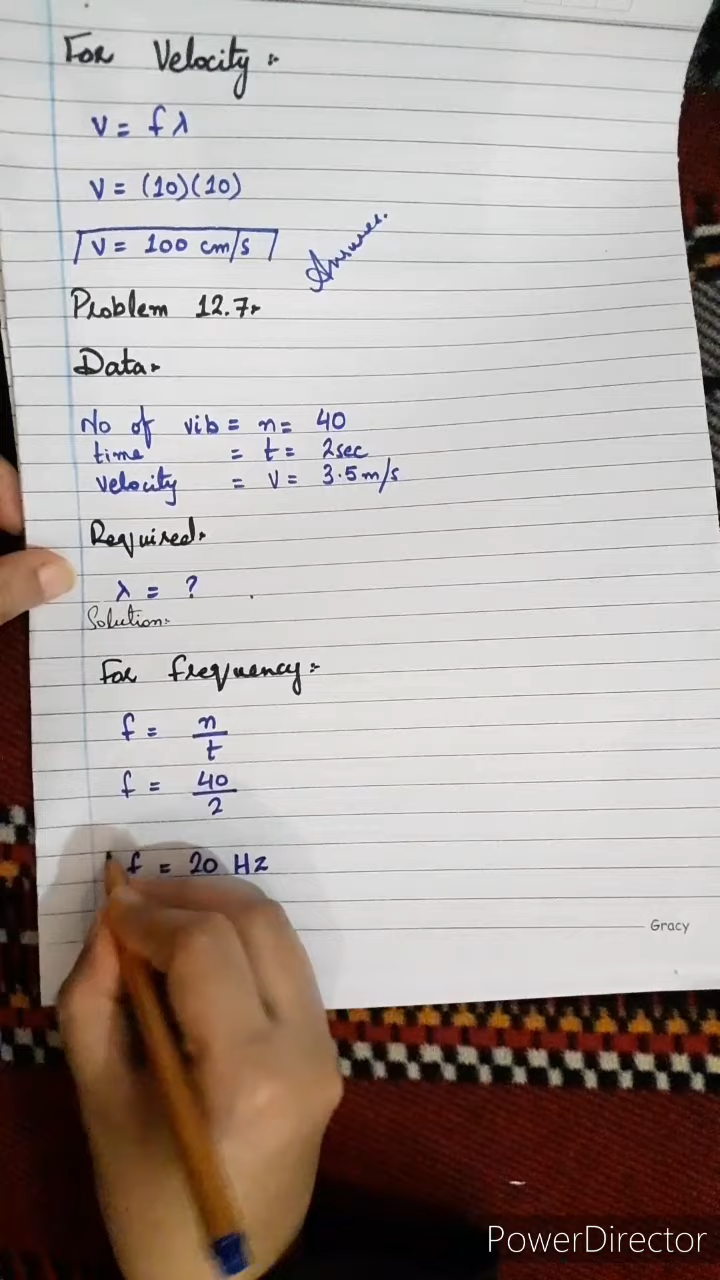 For Velocity :-
v = fλ
v = (10)(10)
v = 100 cm/s
Answer.
Problem 12.7:-
Data:-
No of vib = n = 40
time = t = 2sec
velocity = v = 3.5 m/s
Required:-
λ = ?
Solution:-
For frequency:-
f = n/t
f = 40/2
f = 20 Hz
Gracy
PowerDirector